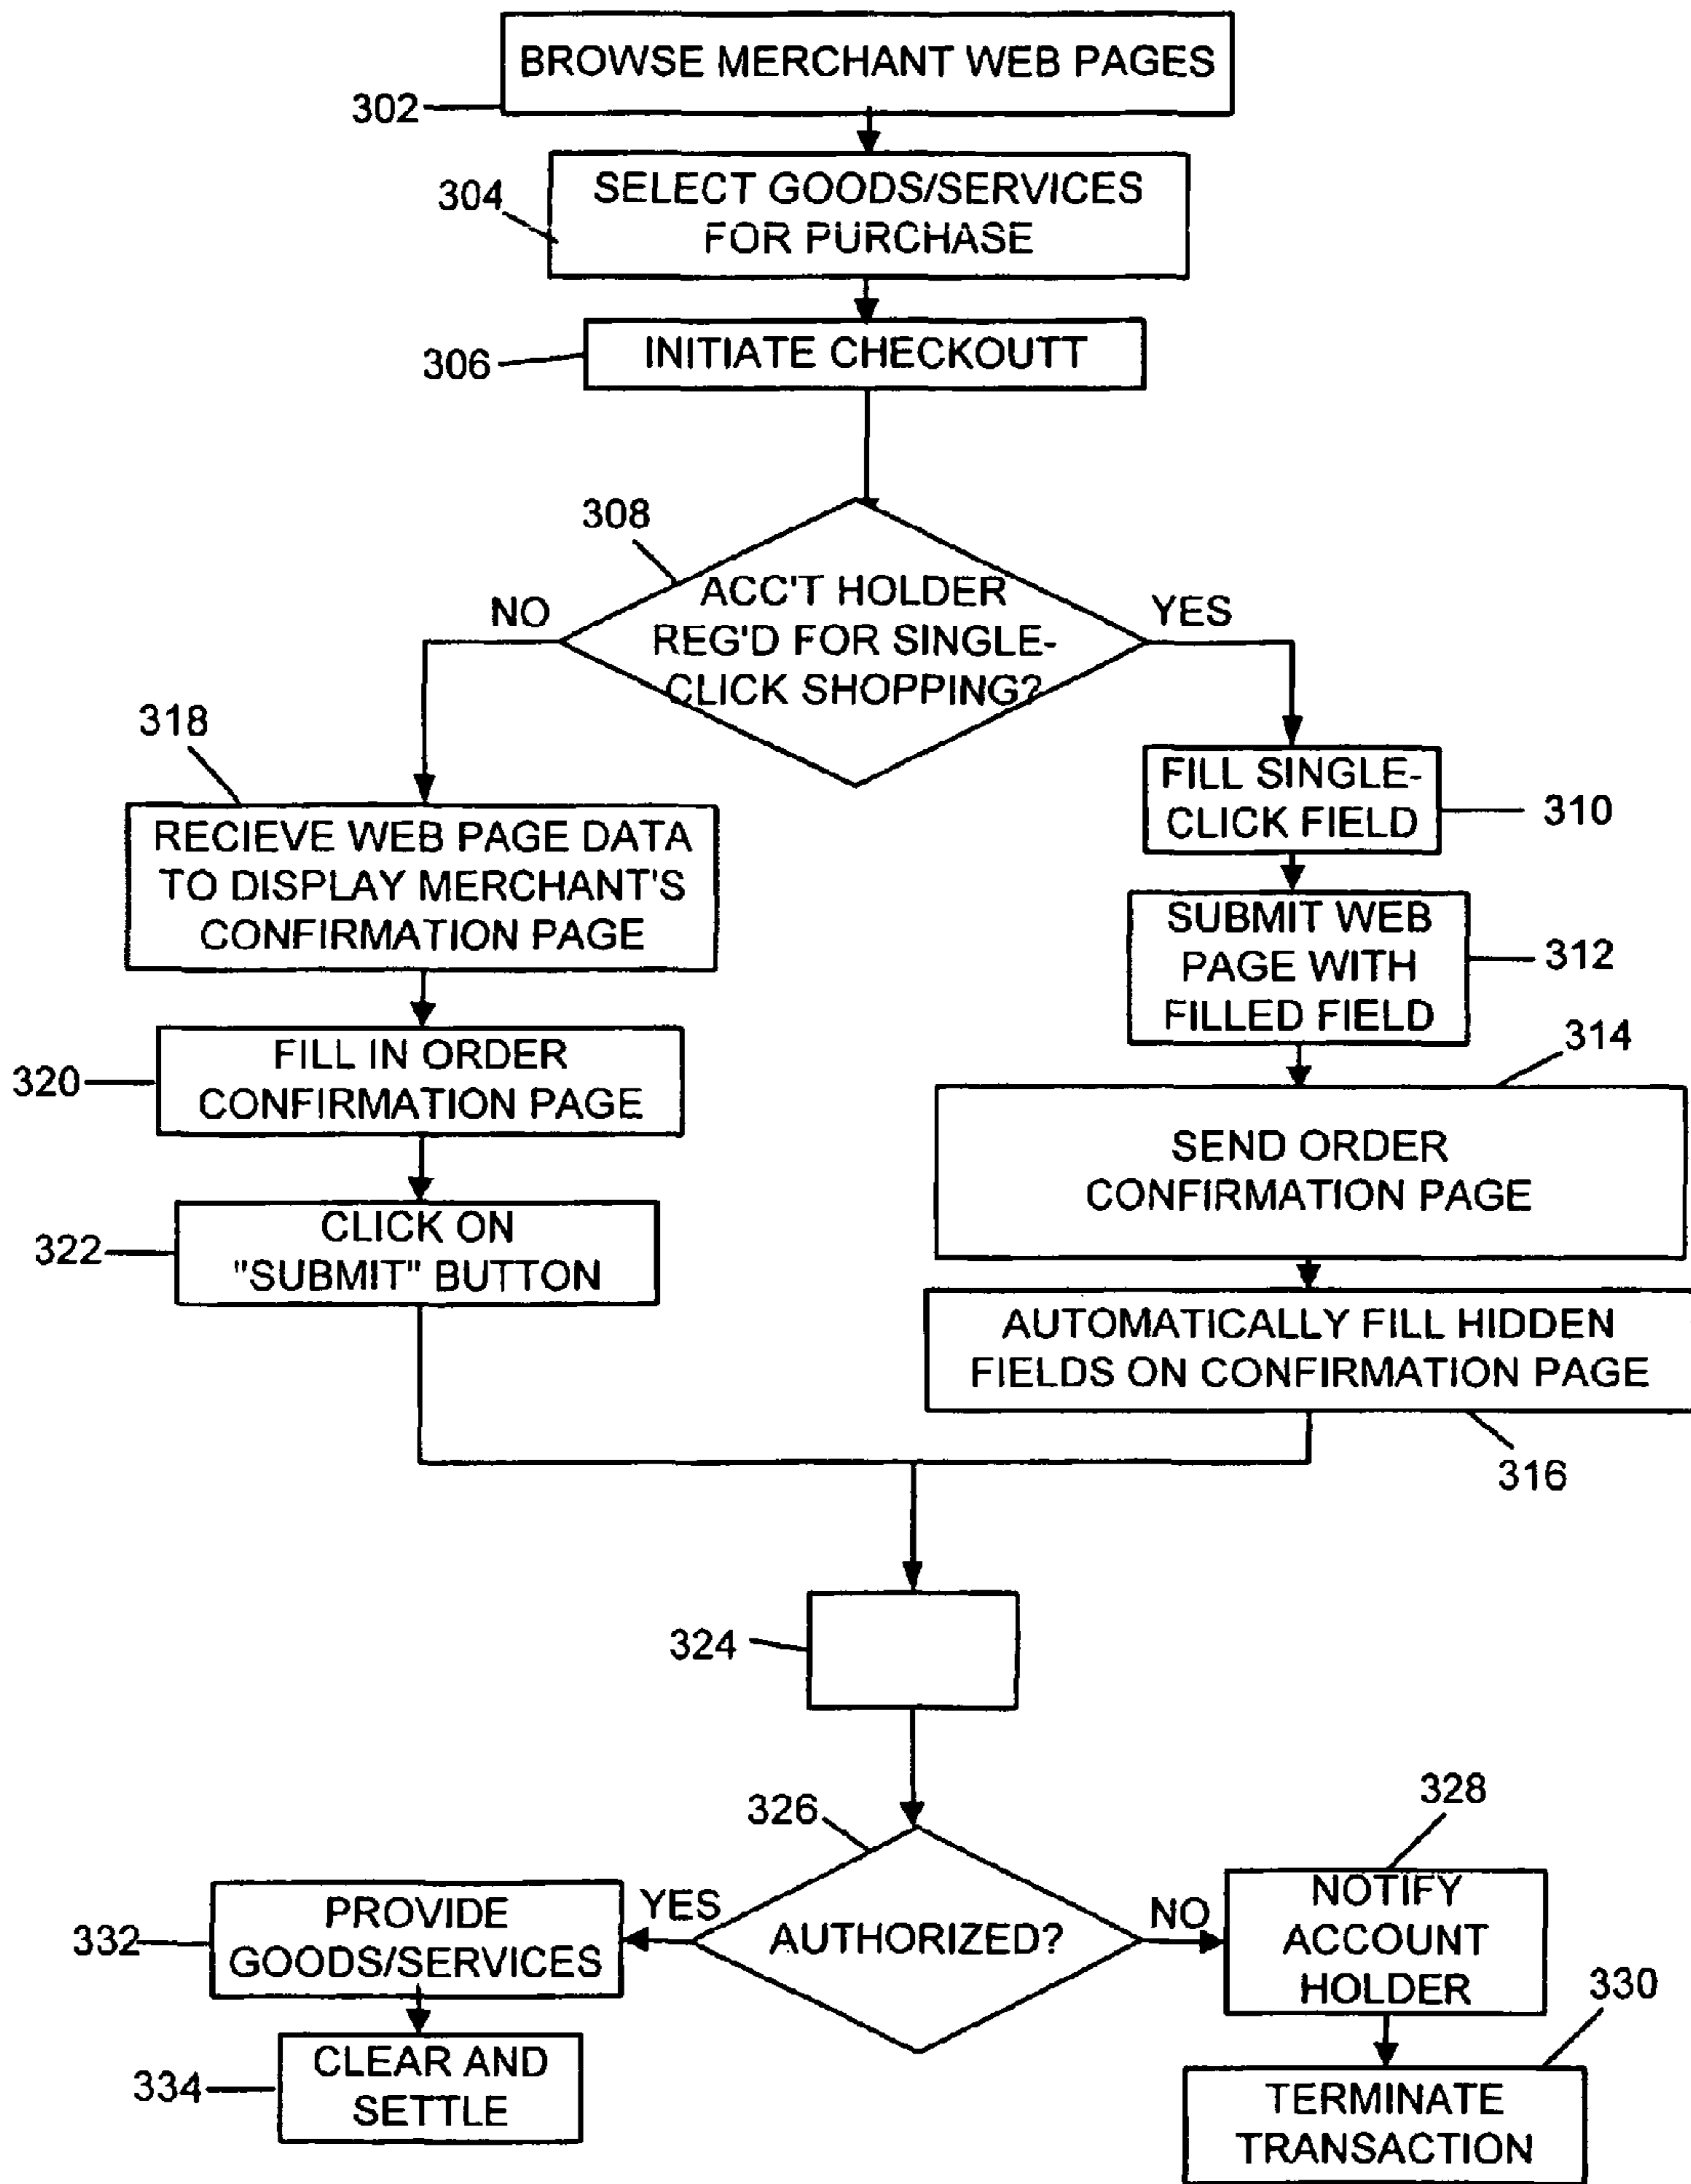 BROWSE MERCHANT WEB PAGES
302
304
SELECT GOODS/SERVICES
FOR PURCHASE
306
INITIATE CHECKOUTT
308
ACC'T HOLDER
REG'D FOR SINGLE-
CLICK SHOPPING?
NO
YES
318
RECIEVE WEB PAGE DATA
TO DISPLAY MERCHANT'S
CONFIRMATION PAGE
320
FILL IN ORDER
CONFIRMATION PAGE
322
CLICK ON
"SUBMIT" BUTTON
FILL SINGLE-
CLICK FIELD
310
SUBMIT WEB
PAGE WITH
FILLED FIELD
312
314
SEND ORDER
CONFIRMATION PAGE
AUTOMATICALLY FILL HIDDEN
FIELDS ON CONFIRMATION PAGE
316
324
326
AUTHORIZED?
YES
NO
332
PROVIDE
GOODS/SERVICES
334
CLEAR AND
SETTLE
328
NOTIFY
ACCOUNT
HOLDER
330
TERMINATE
TRANSACTION